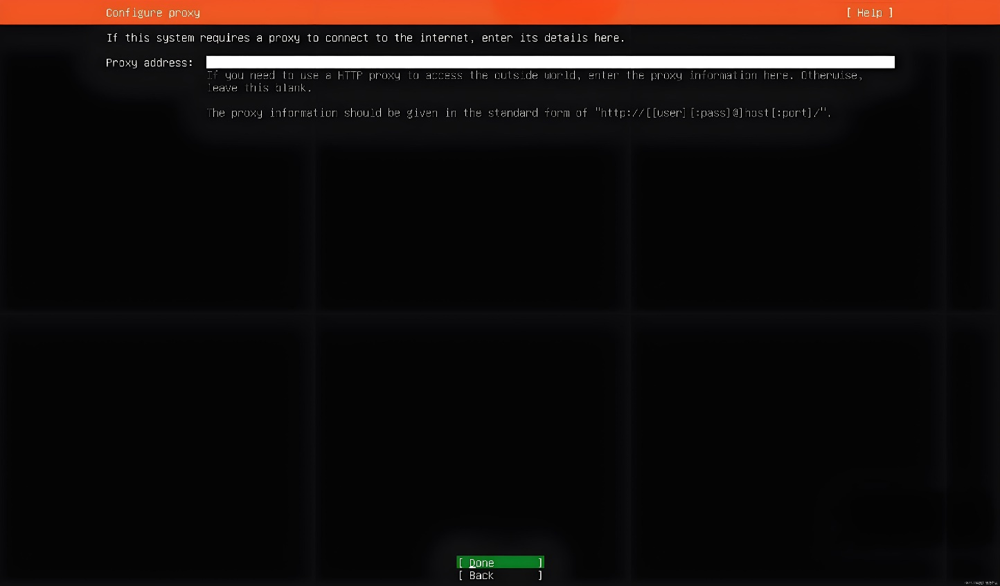 Configure proxy
[ Help ]
If this system requires a proxy to connect to the internet, enter its details here.
Proxy address:
If you need to use a HTTP proxy to access the outside world, enter the proxy information here. Otherwise,
leave this blank.
The proxy information should be given in the standard form of "http://[[user][:pass]@]host[:port]/".
[ Done ]
[ Back ]